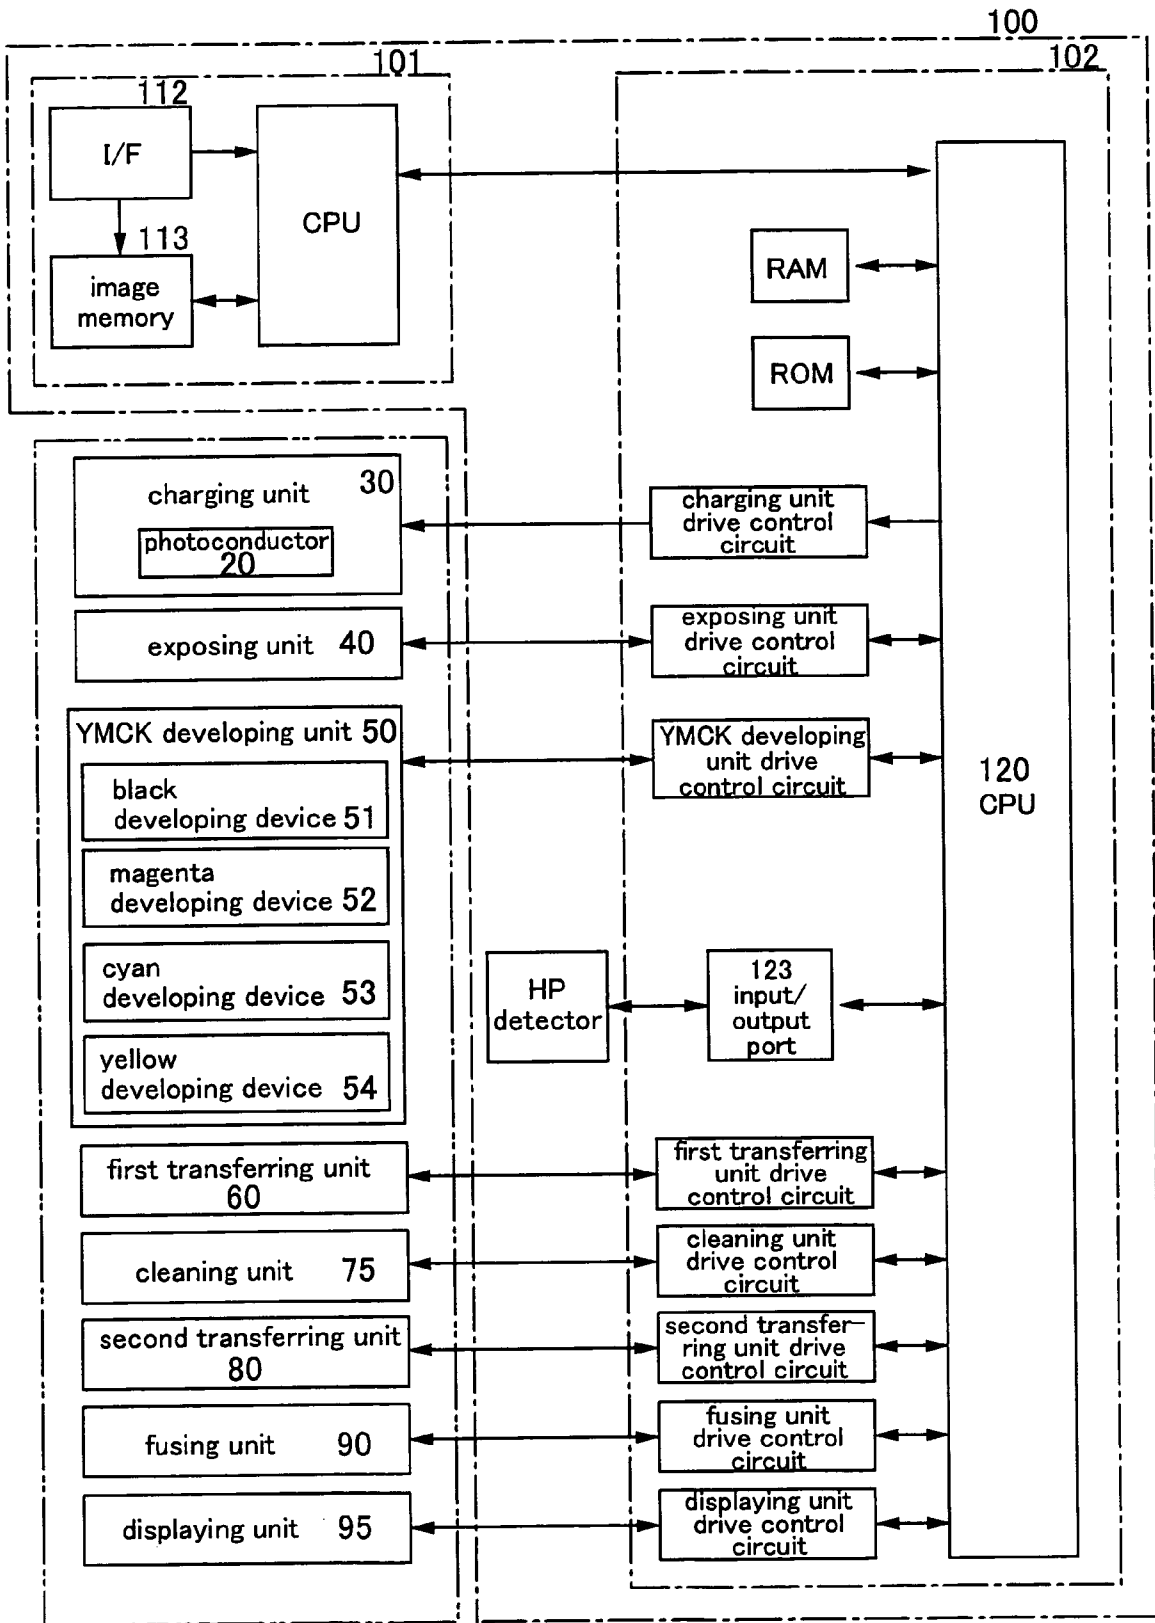 100
101
102
112
I/F
CPU
113
image
memory
RAM
ROM
charging unit 30
photoconductor
20
charging unit
drive control
circuit
exposing unit 40
exposing unit
drive control
circuit
YMCK developing unit 50
black
developing device 51
magenta
developing device 52
cyan
developing device 53
yellow
developing device 54
YMCK developing
unit drive
control circuit
120
CPU
HP
detector
123
input/
output
port
first transferring unit
60
first transferring
unit drive
control circuit
cleaning unit 75
cleaning unit
drive control
circuit
second transferring unit
80
second transfer-
ring unit drive
control circuit
fusing unit 90
fusing unit
drive control
circuit
displaying unit 95
displaying unit
drive control
circuit